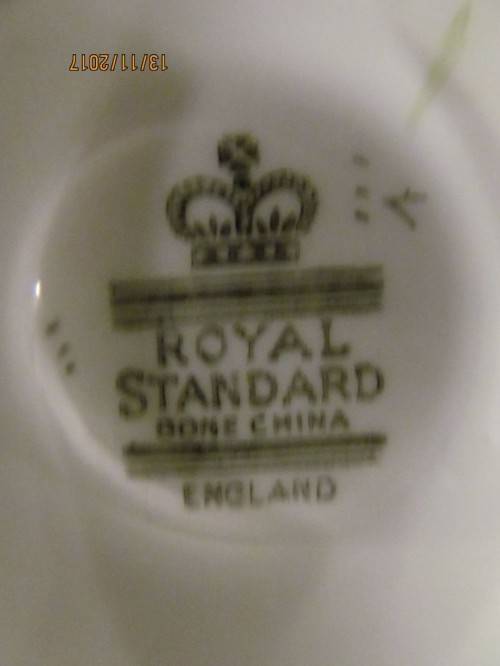 13/11/2017
ROYAL
STANDARD
BONE CHINA
ENGLAND